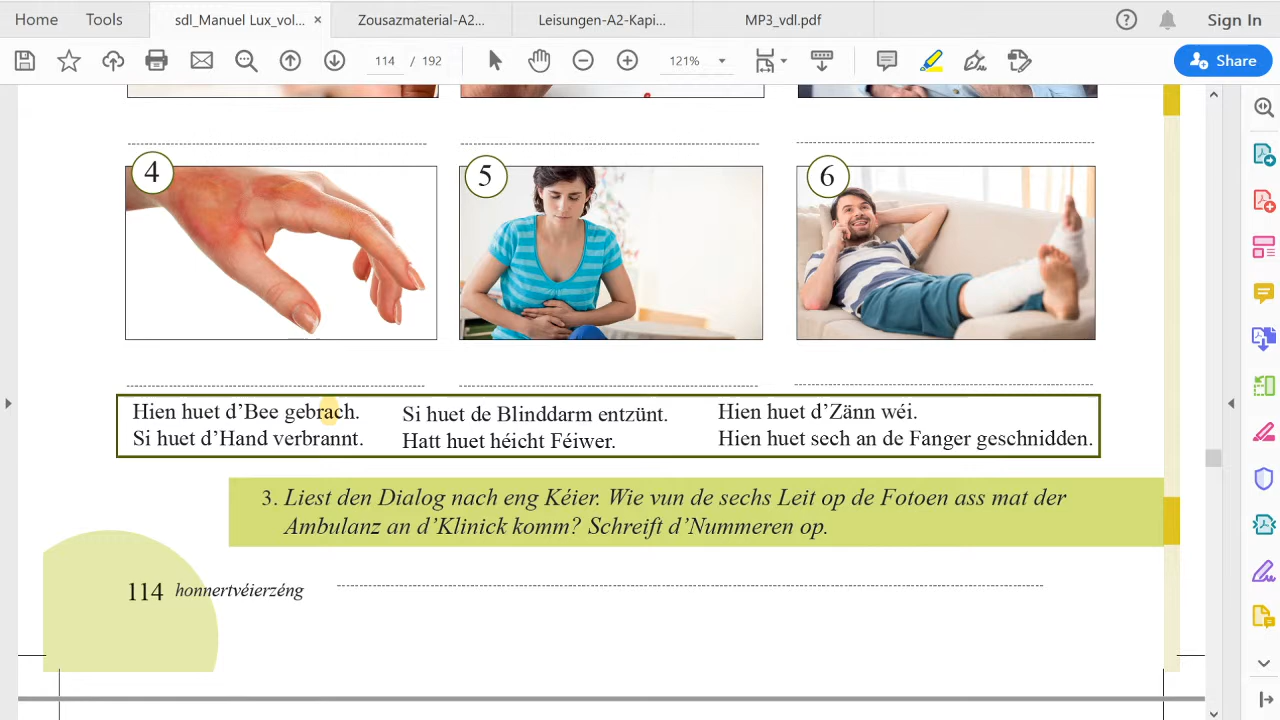 Home Tools sdl_Manuel Lux_vol... × Zousazmaterial-A2... Leisungen-A2-Kapi... MP3_vdl.pdf Sign In
114 / 192 121% Share
4 5 6
Hien huet d’Bee gebrach. Si huet de Blinddarm entzünt. Hien huet d’Zänn wéi.
Si huet d’Hand verbrannt. Hatt huet héicht Féiwer. Hien huet sech an de Fanger geschnidden.
3. Liest den Dialog nach eng Kéier. Wie vun de sechs Leit op de Fotoen ass mat der
Ambulanz an d’Klinick komm? Schreift d’Nummeren op.
114 honnertvéierzéng